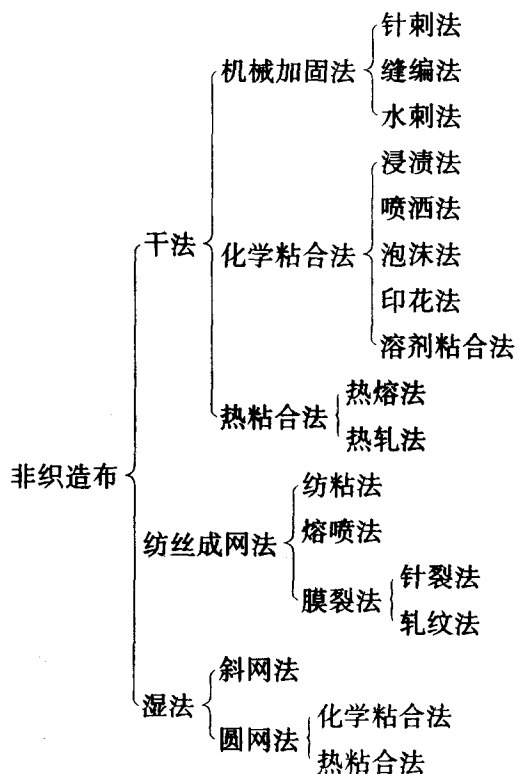 非织造布
干法
机械加固法
针刺法
缝编法
水刺法
化学粘合法
浸渍法
喷洒法
泡沫法
印花法
溶剂粘合法
热粘合法
热熔法
热轧法
纺丝成网法
纺粘法
熔喷法
膜裂法
针裂法
轧纹法
湿法
斜网法
圆网法
化学粘合法
热粘合法